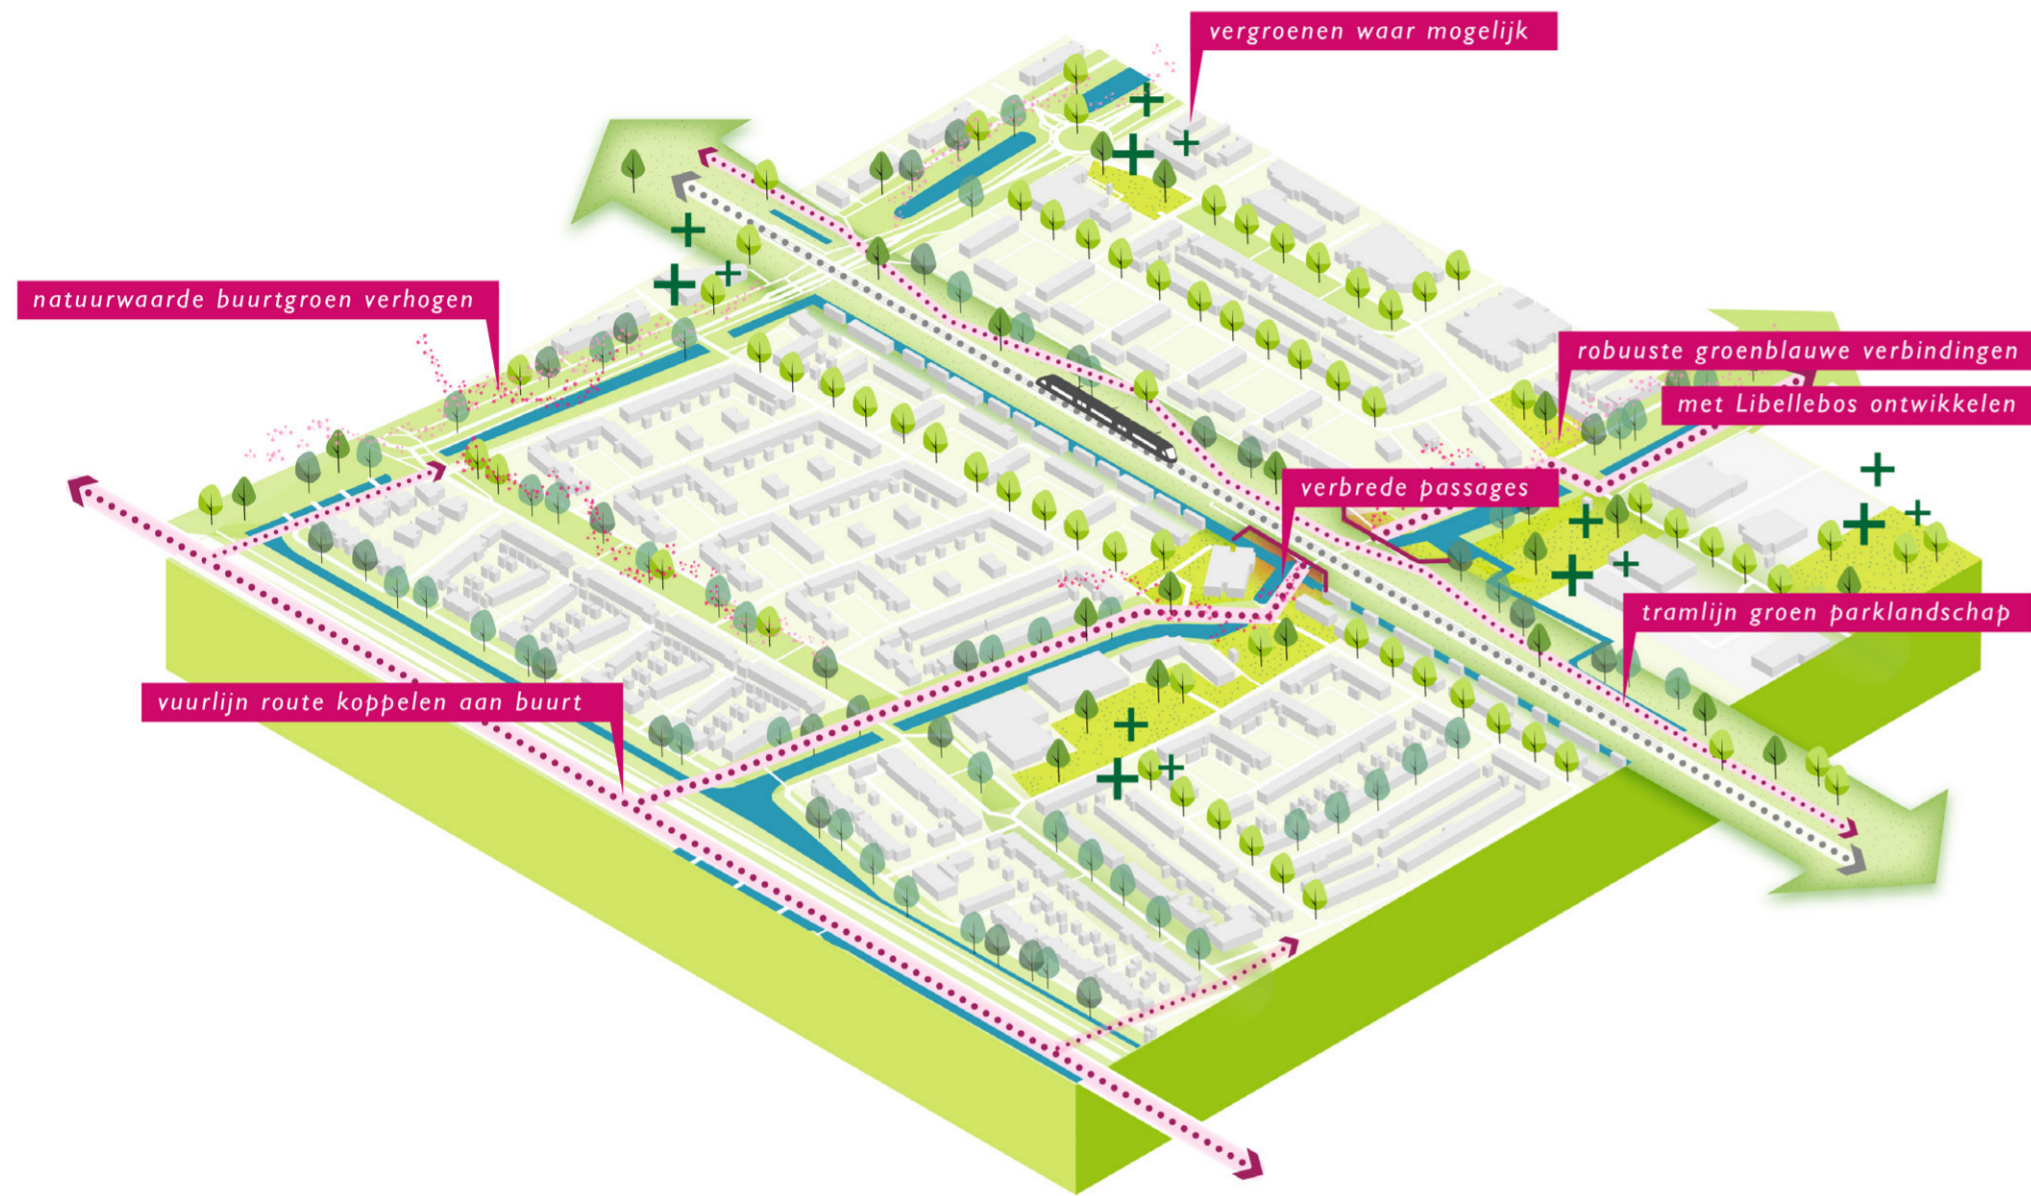 vergroenen waar mogelijk
natuurwaarde buurtgroen verhogen
robuuste groenblauwe verbindingen
met Libellebos ontwikkelen
verbrede passages
tramlijn groen parklandschap
vuurlijn route koppelen aan buurt